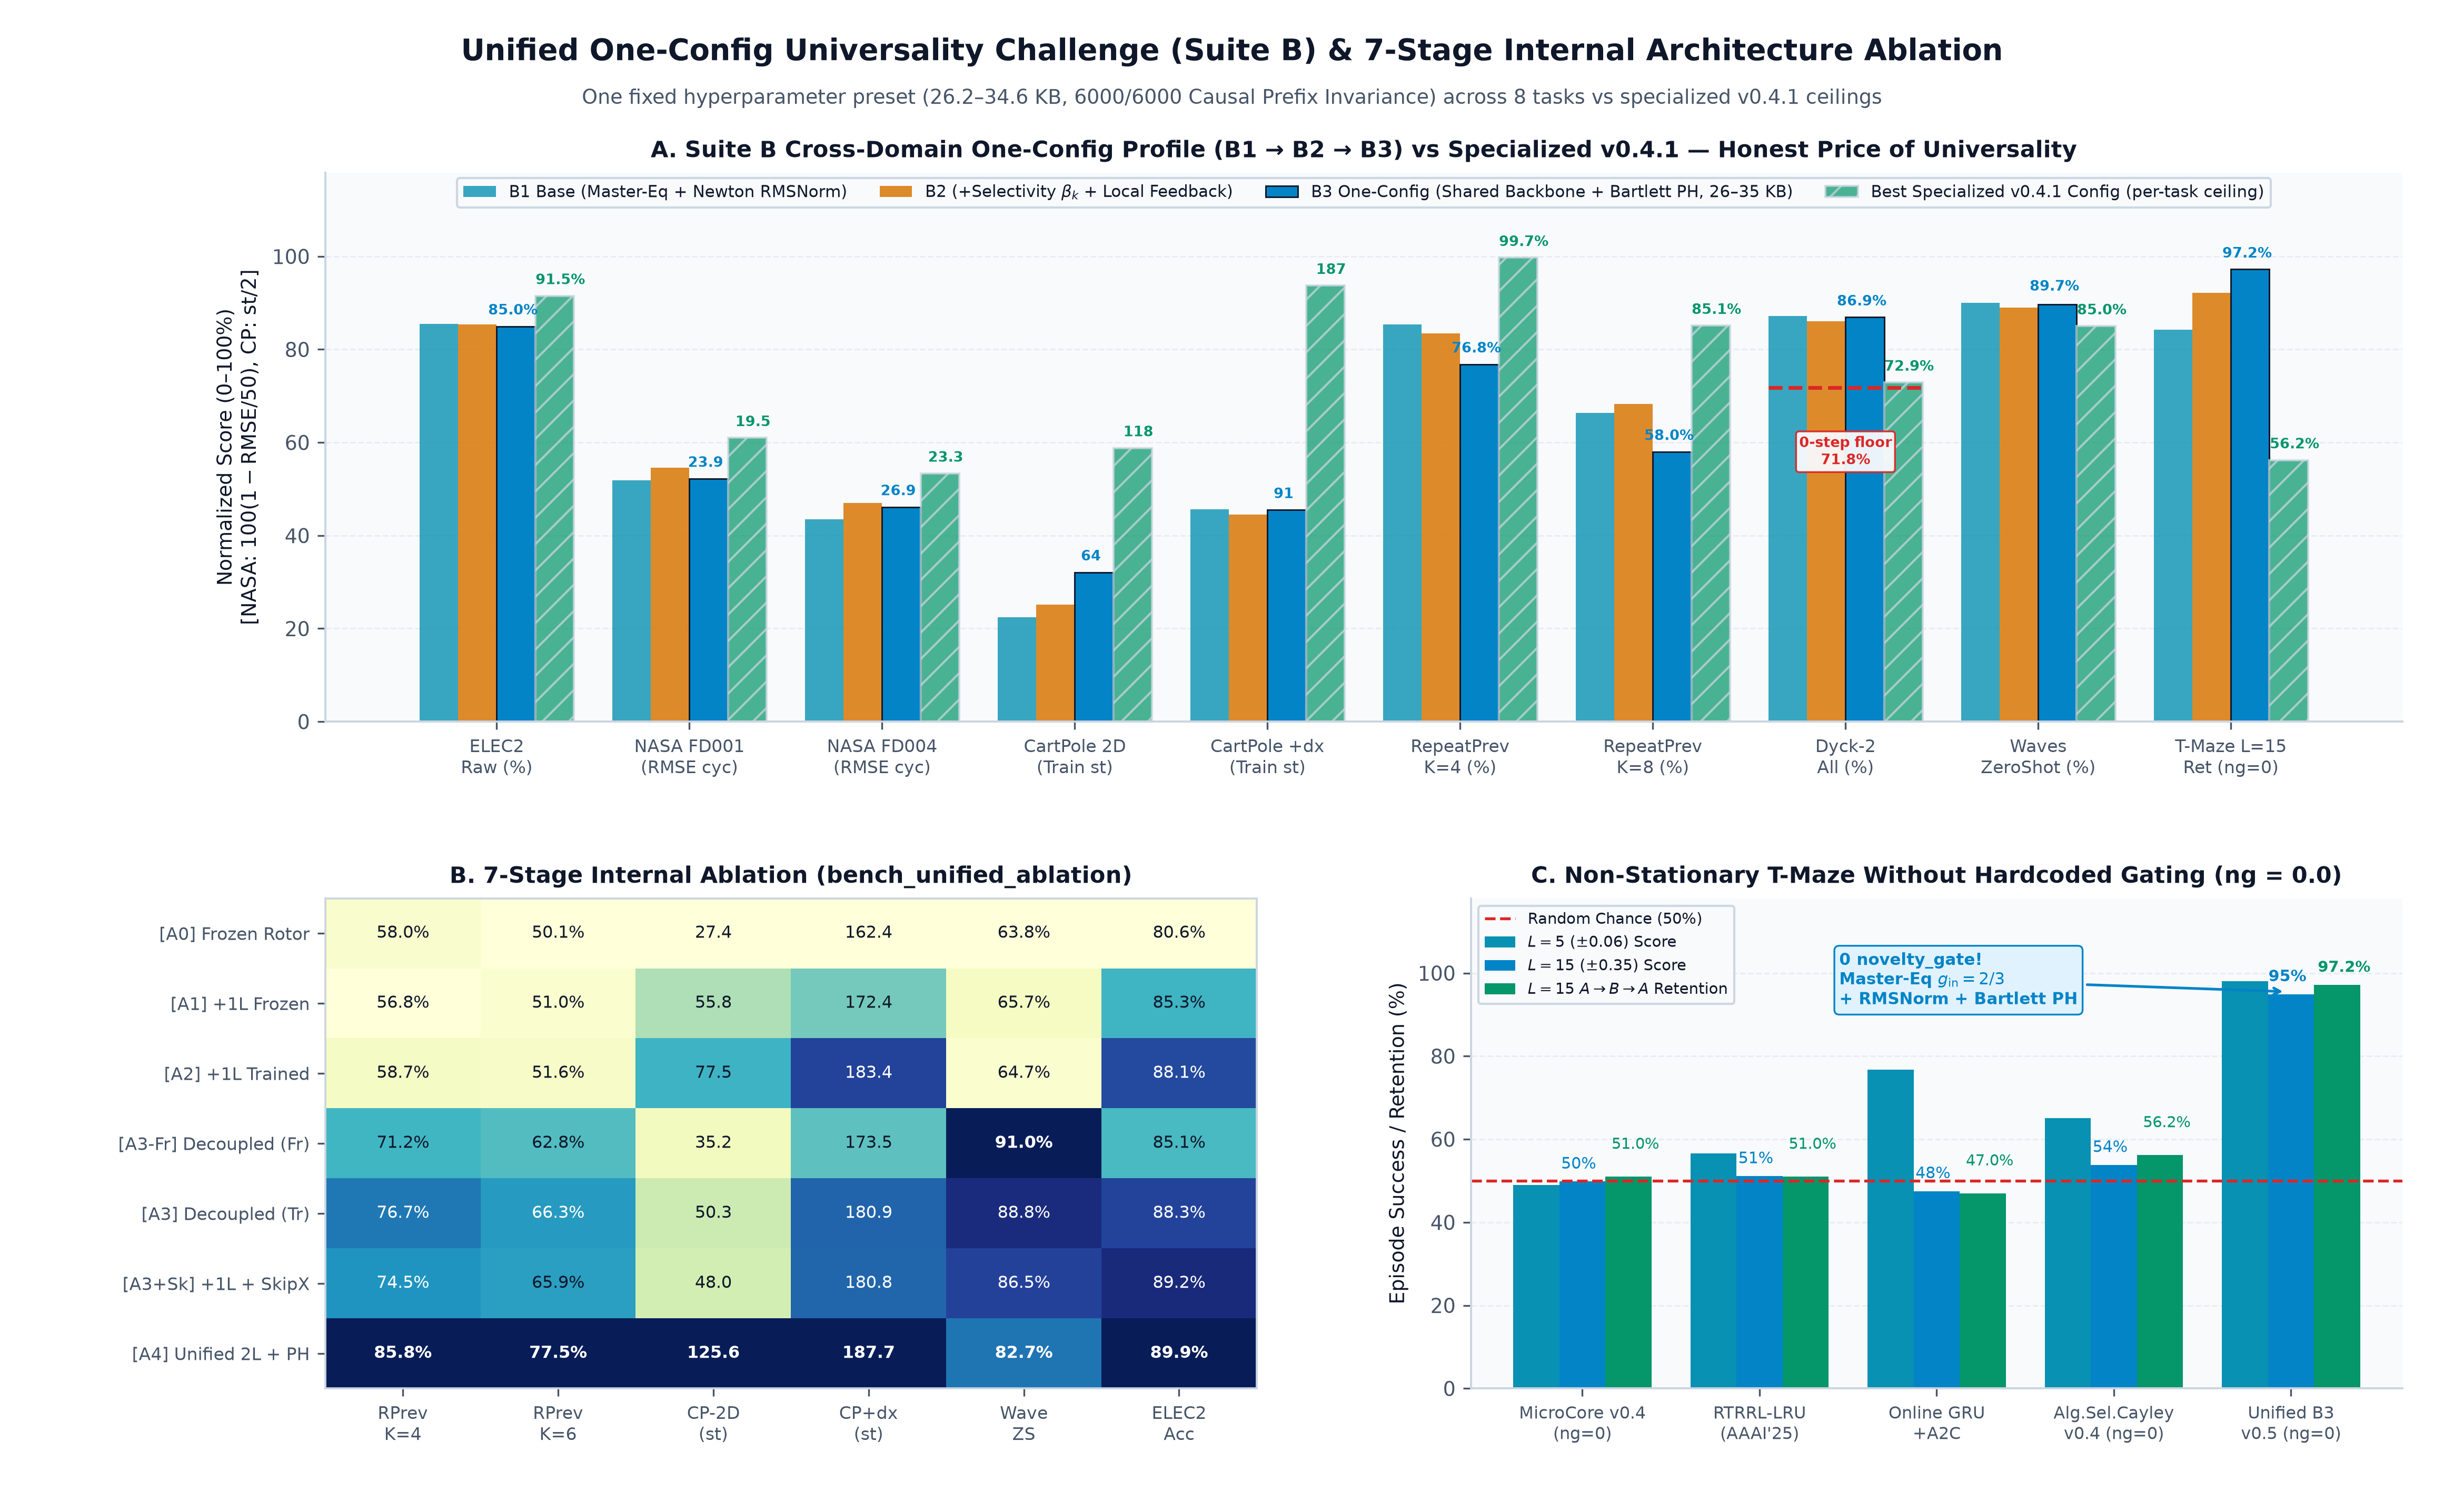 Unified One-Config Universality Challenge (Suite B) & 7-Stage Internal Architecture Ablation
One fixed hyperparameter preset (26.2–34.6 KB, 6000/6000 Causal Prefix Invariance) across 8 tasks vs specialized v0.4.1 ceilings
A. Suite B Cross-Domain One-Config Profile (B1 → B2 → B3) vs Specialized v0.4.1 — Honest Price of Universality
B1 Base (Master-Eq + Newton RMSNorm)
B2 (+Selectivity βk + Local Feedback)
B3 One-Config (Shared Backbone + Bartlett PH, 26–35 KB)
Best Specialized v0.4.1 Config (per-task ceiling)
Normalized Score (0–100%)
[NASA: 100(1 − RMSE/50), CP: st/2]
100
80
60
40
20
0
85.0%
91.5%
23.9
19.5
26.9
23.3
64
118
91
187
76.8%
99.7%
58.0%
85.1%
86.9%
72.9%
0-step floor
71.8%
89.7%
85.0%
97.2%
56.2%
ELEC2
Raw (%)
NASA FD001
(RMSE cyc)
NASA FD004
(RMSE cyc)
CartPole 2D
(Train st)
CartPole +dx
(Train st)
RepeatPrev
K=4 (%)
RepeatPrev
K=8 (%)
Dyck-2
All (%)
Waves
ZeroShot (%)
T-Maze L=15
Ret (ng=0)
B. 7-Stage Internal Ablation (bench_unified_ablation)
[A0] Frozen Rotor 58.0% 50.1% 27.4 162.4 63.8% 80.6%
[A1] +1L Frozen 56.8% 51.0% 55.8 172.4 65.7% 85.3%
[A2] +1L Trained 58.7% 51.6% 77.5 183.4 64.7% 88.1%
[A3-Fr] Decoupled (Fr) 71.2% 62.8% 35.2 173.5 91.0% 85.1%
[A3] Decoupled (Tr) 76.7% 66.3% 50.3 180.9 88.8% 88.3%
[A3+Sk] +1L + SkipX 74.5% 65.9% 48.0 180.8 86.5% 89.2%
[A4] Unified 2L + PH 85.8% 77.5% 125.6 187.7 82.7% 89.9%
RPrev
K=4
RPrev
K=6
CP-2D
(st)
CP+dx
(st)
Wave
ZS
ELEC2
Acc
C. Non-Stationary T-Maze Without Hardcoded Gating (ng = 0.0)
Random Chance (50%)
L = 5 (±0.06) Score
L = 15 (±0.35) Score
L = 15 A→B→A Retention
0 novelty_gate!
Master-Eq gin = 2/3
+ RMSNorm + Bartlett PH
Episode Success / Retention (%)
100
80
60
40
20
0
50%
51.0%
51%
51.0%
48%
47.0%
54%
56.2%
95%
97.2%
MicroCore v0.4
(ng=0)
RTRRL-LRU
(AAAI'25)
Online GRU
+A2C
Alg.Sel.Cayley
v0.4 (ng=0)
Unified B3
v0.5 (ng=0)